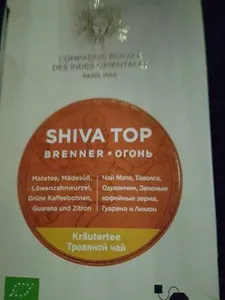 COMPAGNIE ROYALE
DES INDES ORIENTALES
PARIS 1665
SHIVA TOP
BRENNER • ОГОНЬ
Matetee, Mädesüß,
Löwenzahnwurzel,
Grüne Kaffeebohnen,
Guarana und Zitron
Чай Мате, Таволга,
Одуванчик, Зеленые
кофейные зерна,
Гуарана и Лимон
Kräutertee
Травяной чай